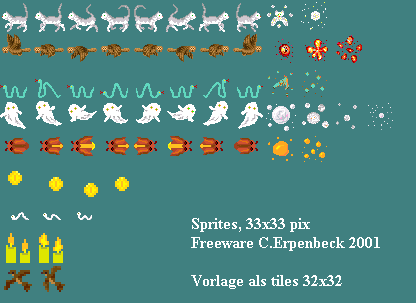 Sprites, 33x33 pix
Freeware C.Erpenbeck 2001
Vorlage als tiles 32x32